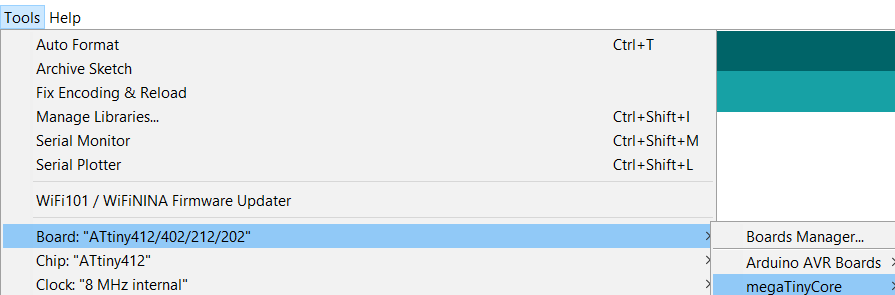 Tools Help
Auto Format Ctrl+T
Archive Sketch
Fix Encoding & Reload
Manage Libraries... Ctrl+Shift+I
Serial Monitor Ctrl+Shift+M
Serial Plotter Ctrl+Shift+L
WiFi101 / WiFiNINA Firmware Updater
Board: "ATtiny412/402/212/202" Boards Manager...
Chip: "ATtiny412" Arduino AVR Boards
Clock: "8 MHz internal" megaTinyCore